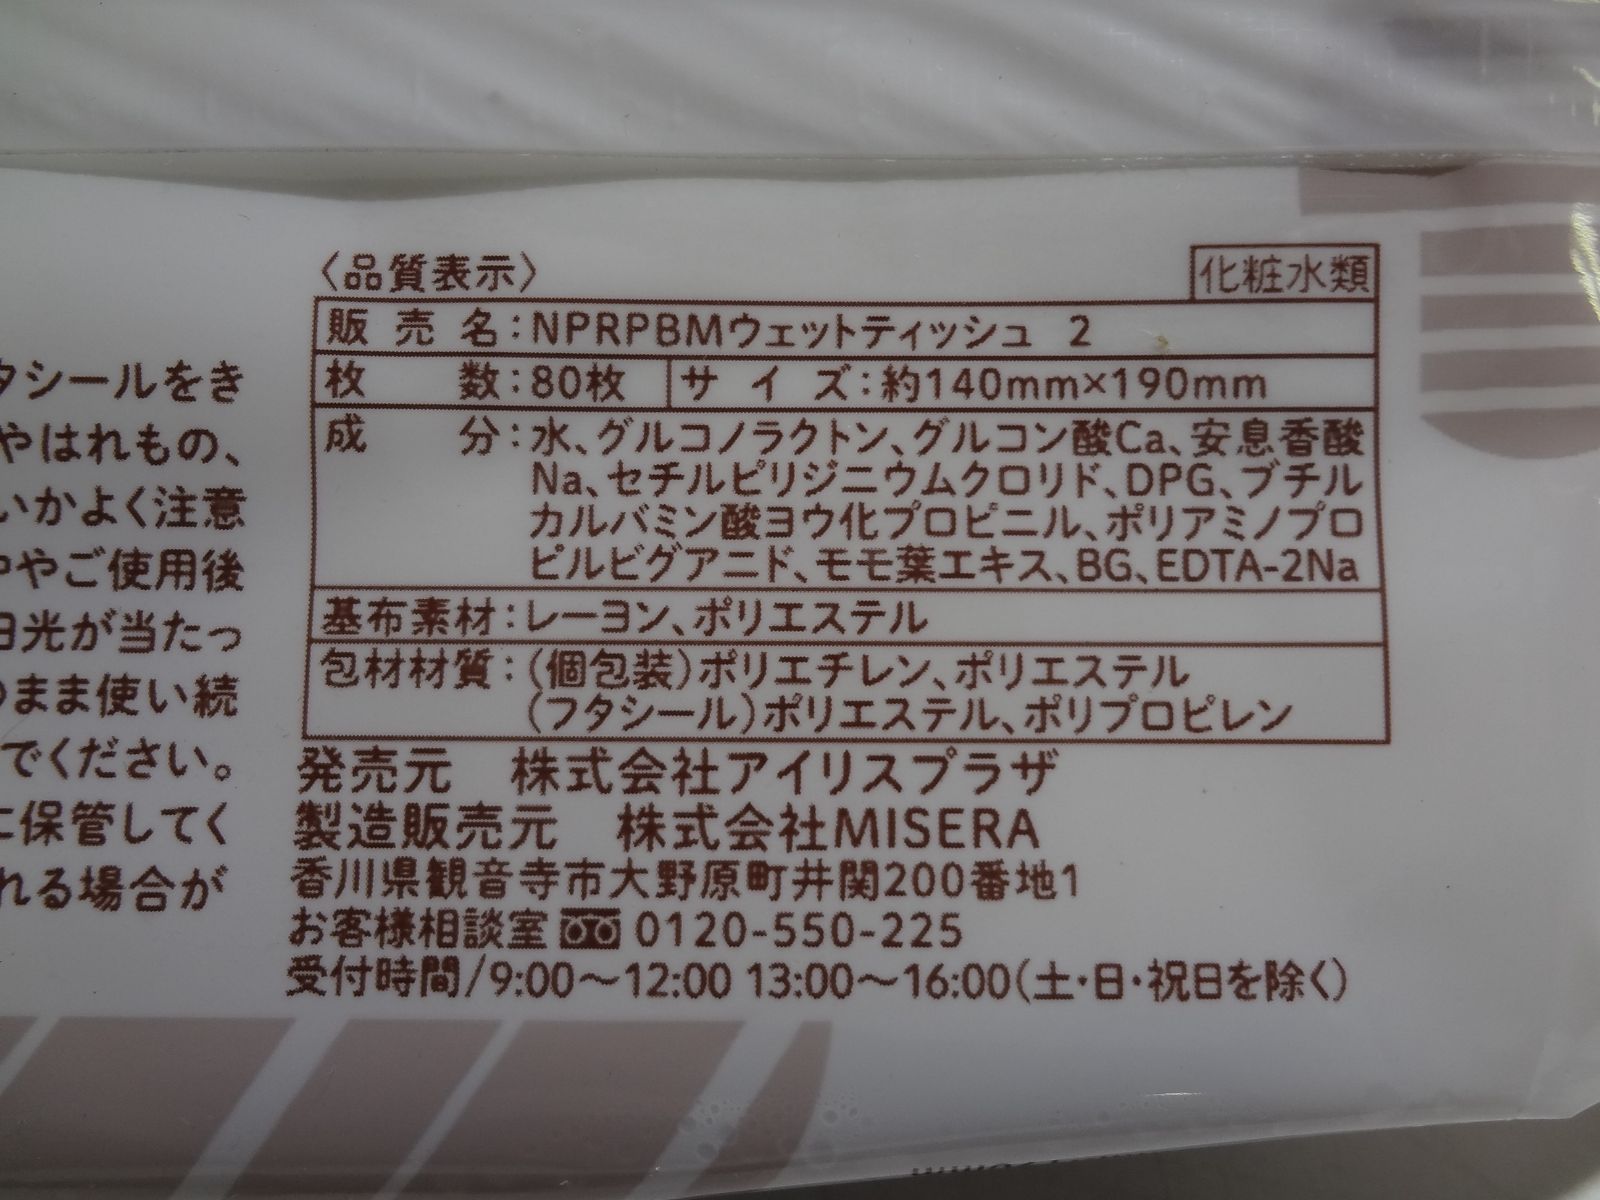 タシールをき
やはれもの、
いかよく注意
ややご使用後
日光が当たっ
まま使い続
でください。
に保管してく
れる場合が
〈品質表示〉
化粧水類
販売名:NPRPBMウェットティッシュ 2
枚数:80枚 サイズ:約140mm×190mm
成分:水、グルコノラクトン、グルコン酸Ca、安息香酸
Na、セチルピリジニウムクロリド、DPG、ブチル
カルバミン酸ヨウ化プロピニル、ポリアミノプロ
ピルビグアニド、モモ葉エキス、BG、EDTA-2Na
基布素材:レーヨン、ポリエステル
包材材質:(個包装)ポリエチレン、ポリエステル
(フタシール)ポリエステル、ポリプロピレン
発売元 株式会社アイリスプラザ
製造販売元 株式会社MISERA
香川県観音寺市大野原町井関200番地1
お客様相談室 0120-550-225
受付時間/9:00～12:00 13:00～16:00(土・日・祝日を除く)